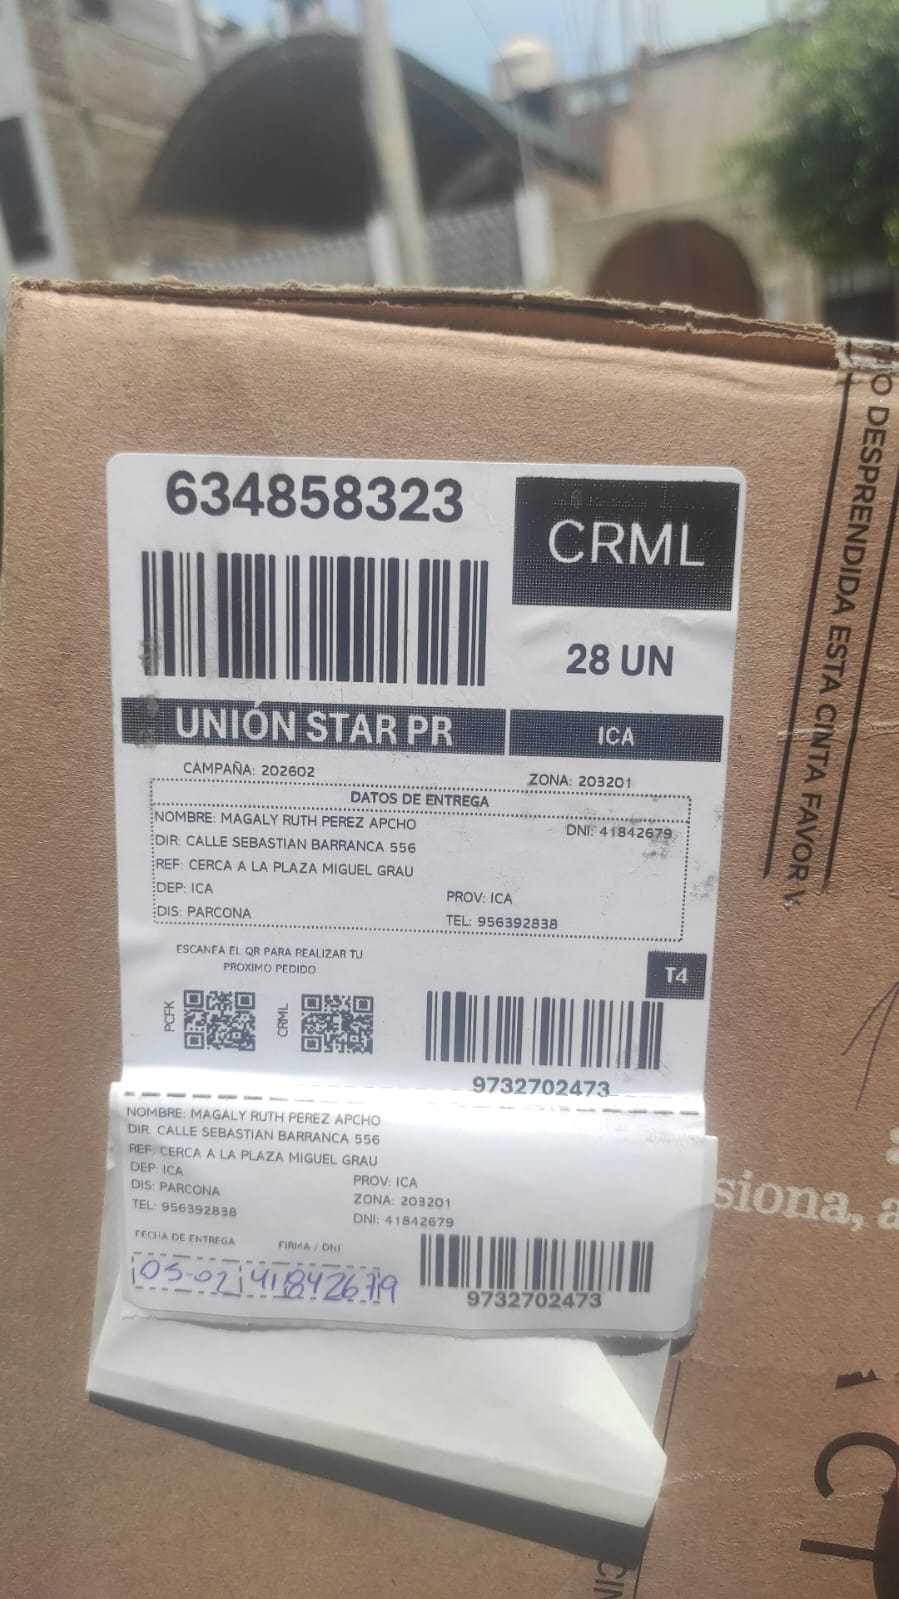 634858323
CRML
28 UN
UNIÓN STAR PR
ICA
CAMPAÑA: 202602
ZONA: 203201
DATOS DE ENTREGA
NOMBRE: MAGALY RUTH PEREZ APCHO
DNI: 41842679
DIR: CALLE SEBASTIAN BARRANCA 556
REF: CERCA A LA PLAZA MIGUEL GRAU
DEP: ICA
PROV: ICA
DIS: PARCONA
TEL: 956392838
ESCANEA EL QR PARA REALIZAR TU
PROXIMO PEDIDO
T4
PCFK
CRML
9732702473
NOMBRE: MAGALY RUTH PEREZ APCHO
DIR: CALLE SEBASTIAN BARRANCA 556
REF: CERCA A LA PLAZA MIGUEL GRAU
DEP: ICA
PROV: ICA
DIS: PARCONA
ZONA: 203201
TEL: 956392838
DNI: 41842679
FECHA DE ENTREGA
FIRMA / DNI
05-02
41842679
9732702473
DESPRENDIDA ESTA CINTA FAVOR
siona, a